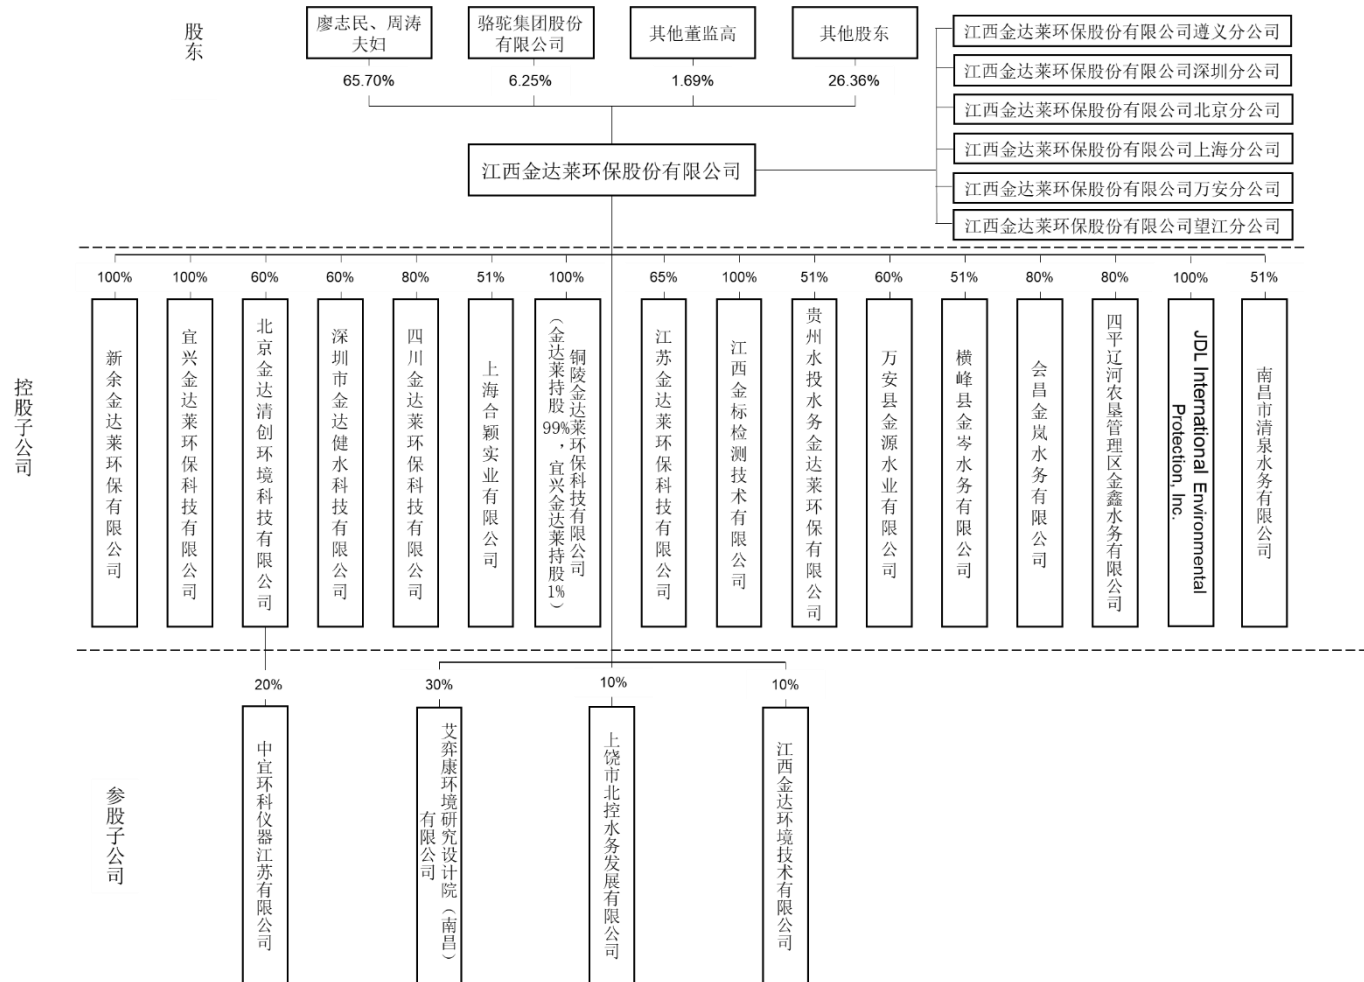 股东
廖志民、周涛
夫妇
骆驼集团股份
有限公司
其他董监高
其他股东
65.70%
6.25%
1.69%
26.36%
江西金达莱环保股份有限公司
江西金达莱环保股份有限公司遵义分公司
江西金达莱环保股份有限公司深圳分公司
江西金达莱环保股份有限公司北京分公司
江西金达莱环保股份有限公司上海分公司
江西金达莱环保股份有限公司万安分公司
江西金达莱环保股份有限公司望江分公司
控股子公司
100%
100%
60%
60%
80%
51%
100%
65%
100%
51%
60%
51%
80%
80%
100%
51%
新余金达莱环保有限公司
宜兴金达莱环保科技有限公司
北京金达清创环境科技有限公司
深圳市金达健水科技有限公司
四川金达莱环保科技有限公司
上海合颖实业有限公司
铜陵金达莱环保科技有限公司
（金达莱持股99%，宜兴金达莱持股1%）
江苏金达莱环保科技有限公司
江西金标检测技术有限公司
贵州水投水务金达莱环保有限公司
万安县金源水业有限公司
横峰县金岑水务有限公司
会昌金岚水务有限公司
四平辽河农垦管理区金鑫水务有限公司
JDL International Environmental
Protection, Inc.
南昌市清泉水务有限公司
参股子公司
20%
30%
10%
10%
中宜环科仪器江苏有限公司
艾弈康环境研究设计院（南昌）
有限公司
上饶市北控水务发展有限公司
江西金达环境技术有限公司